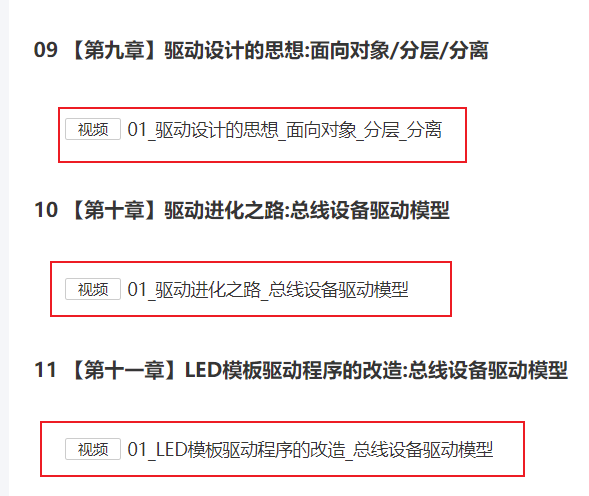 09 【第九章】驱动设计的思想:面向对象/分层/分离
视频 01_驱动设计的思想_面向对象_分层_分离
10 【第十章】驱动进化之路:总线设备驱动模型
视频 01_驱动进化之路_总线设备驱动模型
11 【第十一章】LED模板驱动程序的改造:总线设备驱动模型
视频 01_LED模板驱动程序的改造_总线设备驱动模型